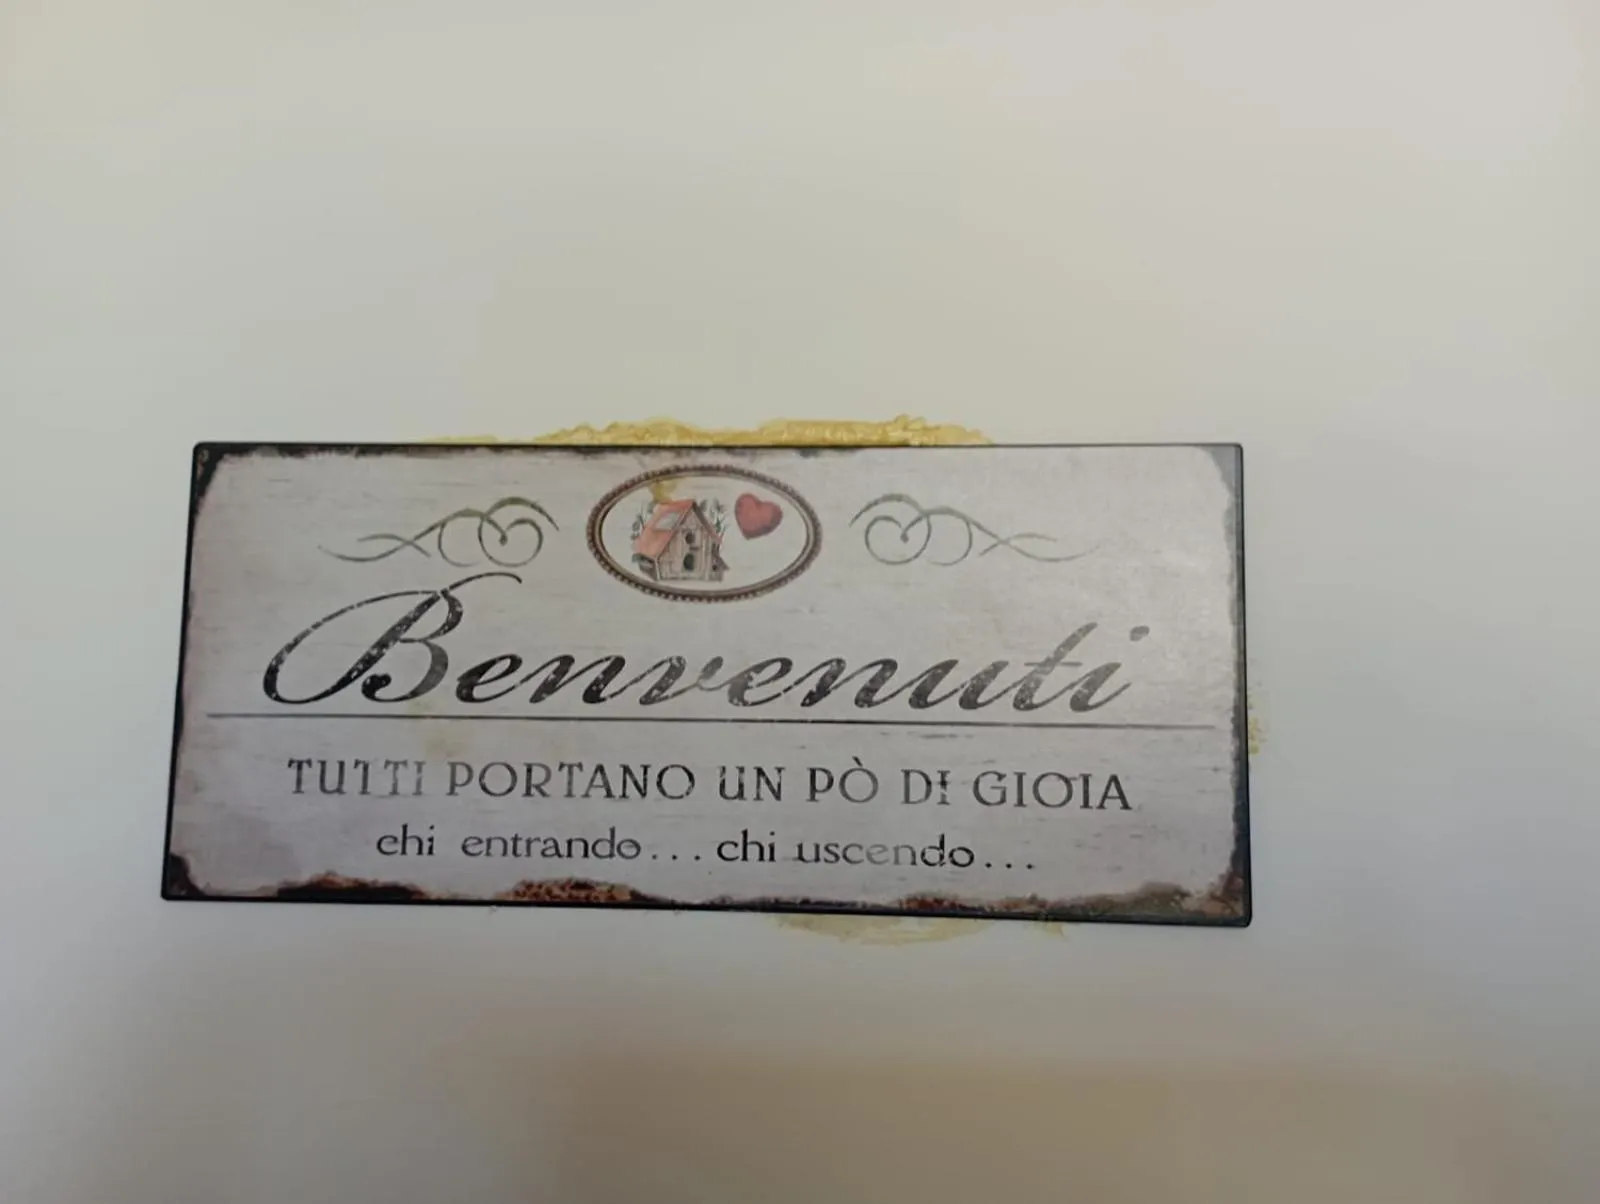 Benvenuti
TUTTI PORTANO UN PÒ DI GIOIA
chi entrando... chi uscendo...